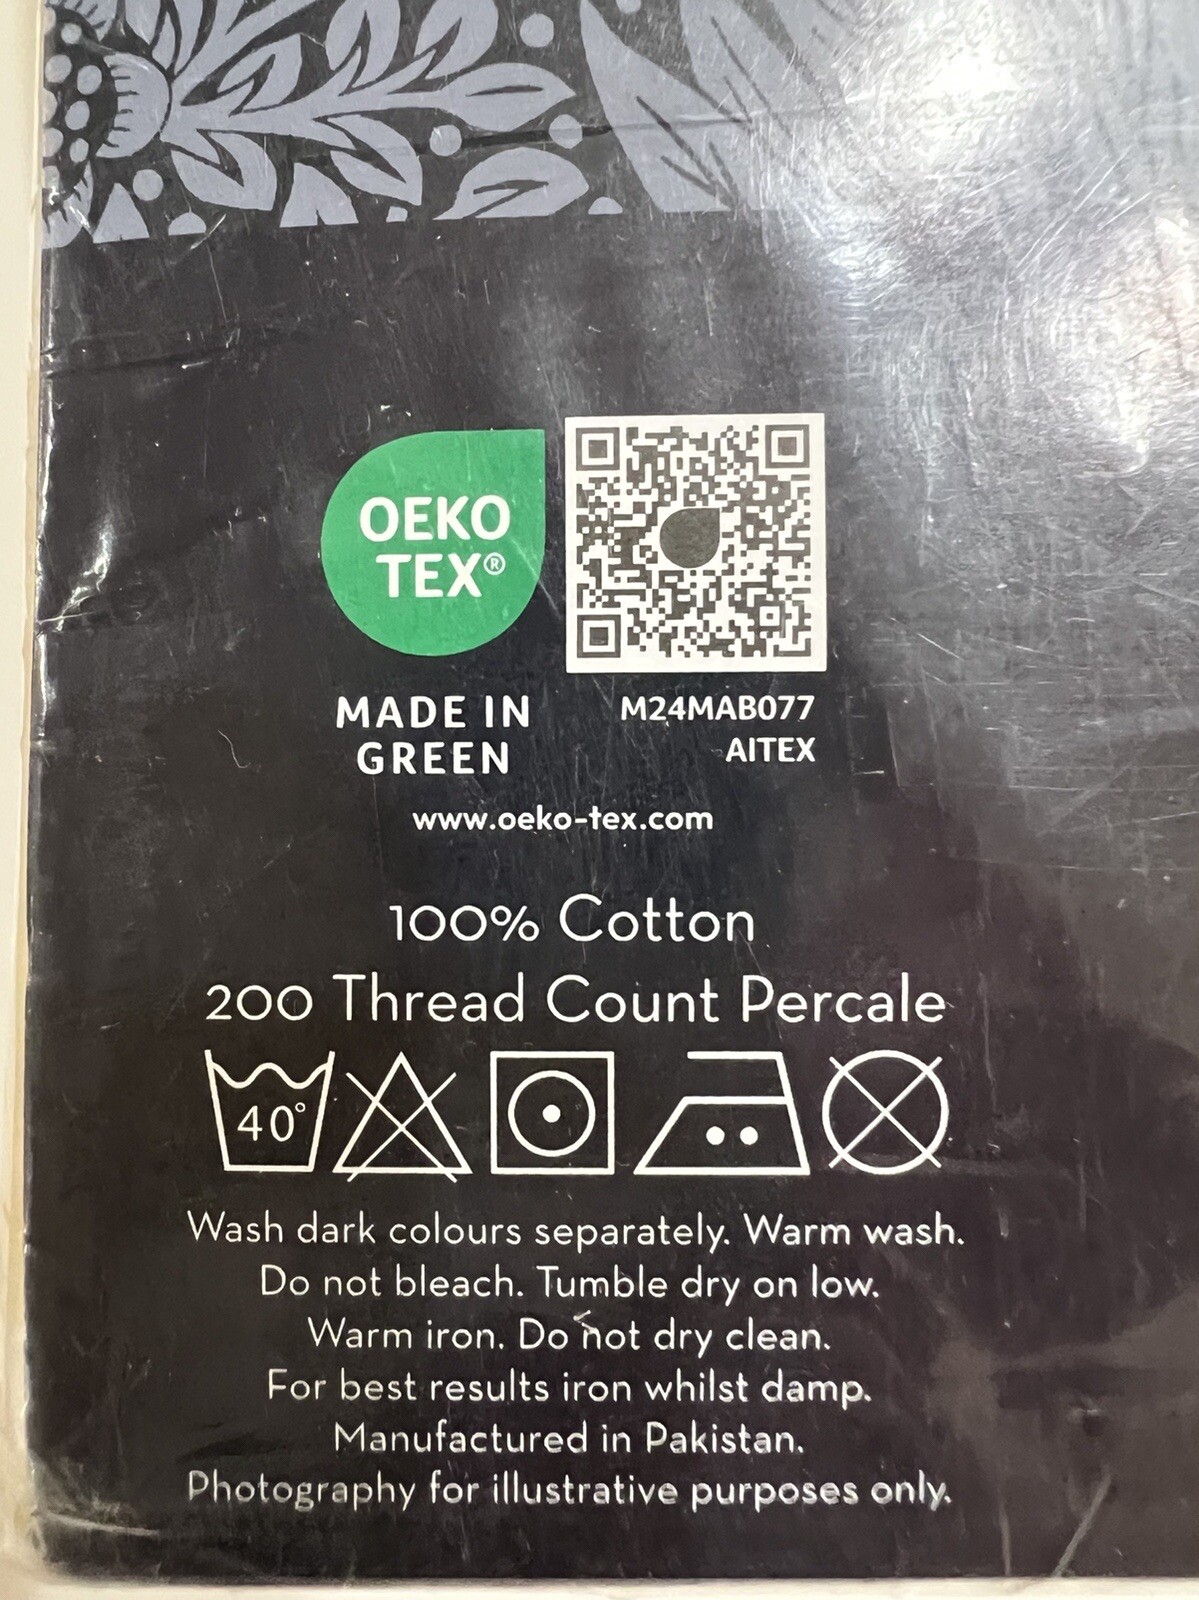 OEKO
TEX®
MADE IN
GREEN
M24MAB077
AITEX
www.oeko-tex.com
100% Cotton
200 Thread Count Percale
40°
Wash dark colours separately. Warm wash.
Do not bleach. Tumble dry on low.
Warm iron. Do not dry clean.
For best results iron whilst damp.
Manufactured in Pakistan.
Photography for illustrative purposes only.